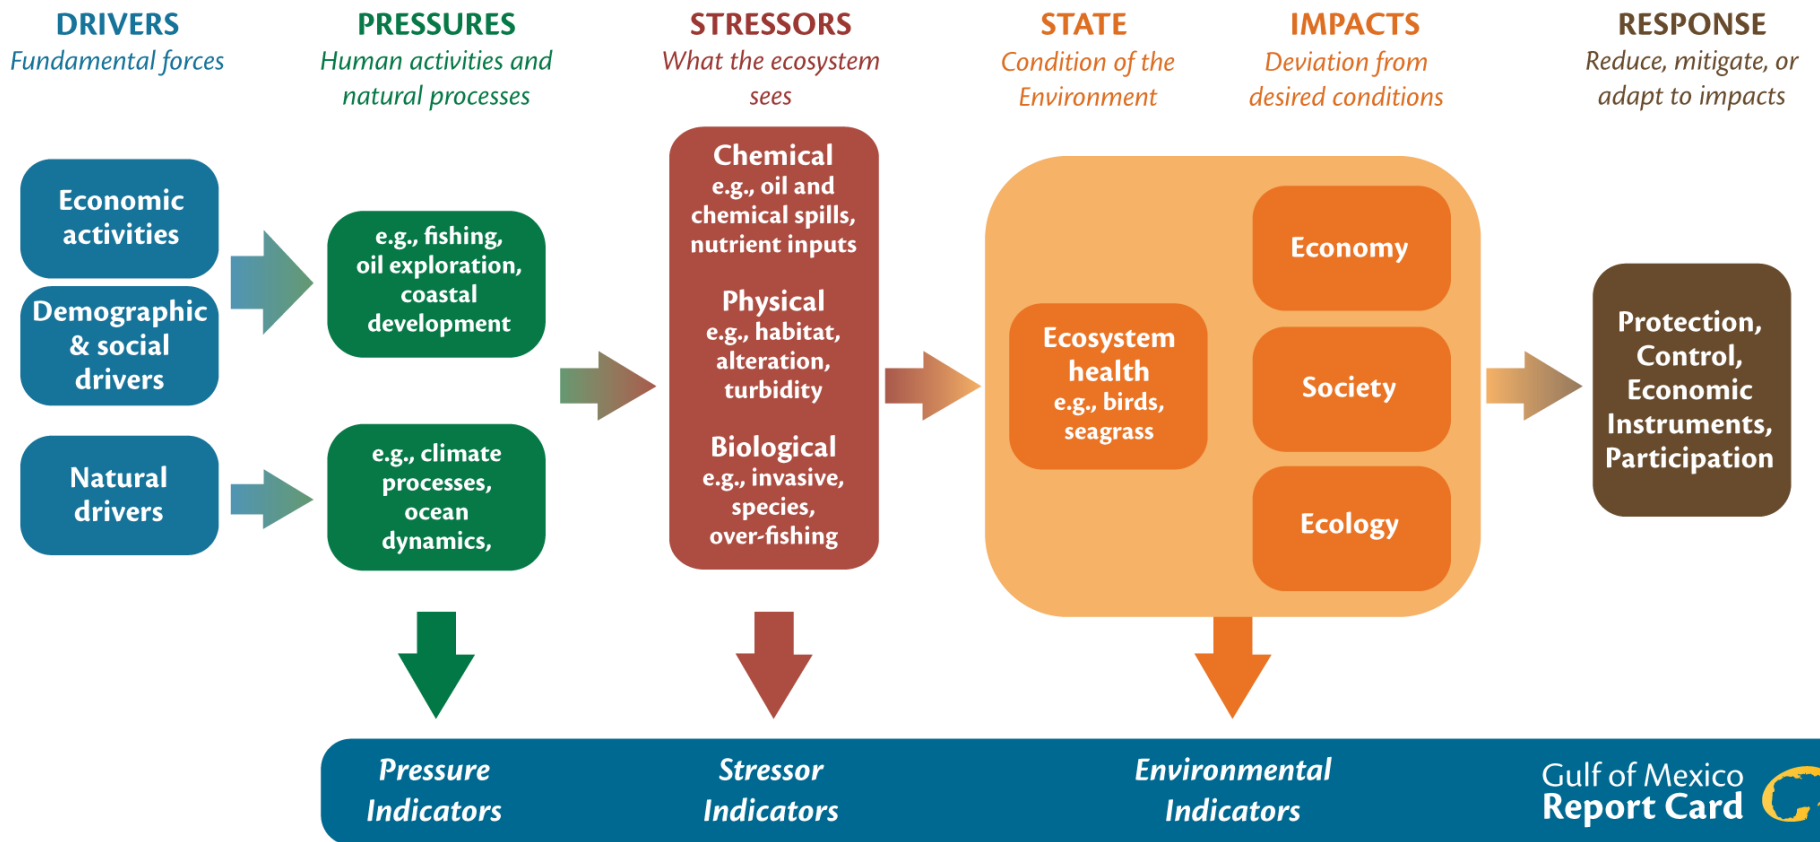 DRIVERS
Fundamental forces
PRESSURES
Human activities and
natural processes
STRESSORS
What the ecosystem
sees
STATE
Condition of the
Environment
IMPACTS
Deviation from
desired conditions
RESPONSE
Reduce, mitigate, or
adapt to impacts
Economic
activities
Demographic
& social
drivers
Natural
drivers
e.g., fishing,
oil exploration,
coastal
development
e.g., climate
processes,
ocean
dynamics,
Chemical
e.g., oil and
chemical spills,
nutrient inputs
Physical
e.g., habitat,
alteration,
turbidity
Biological
e.g., invasive,
species,
over-fishing
Ecosystem
health
e.g., birds,
seagrass
Economy
Society
Ecology
Protection,
Control,
Economic
Instruments,
Participation
Pressure
Indicators
Stressor
Indicators
Environmental
Indicators
Gulf of Mexico
Report Card